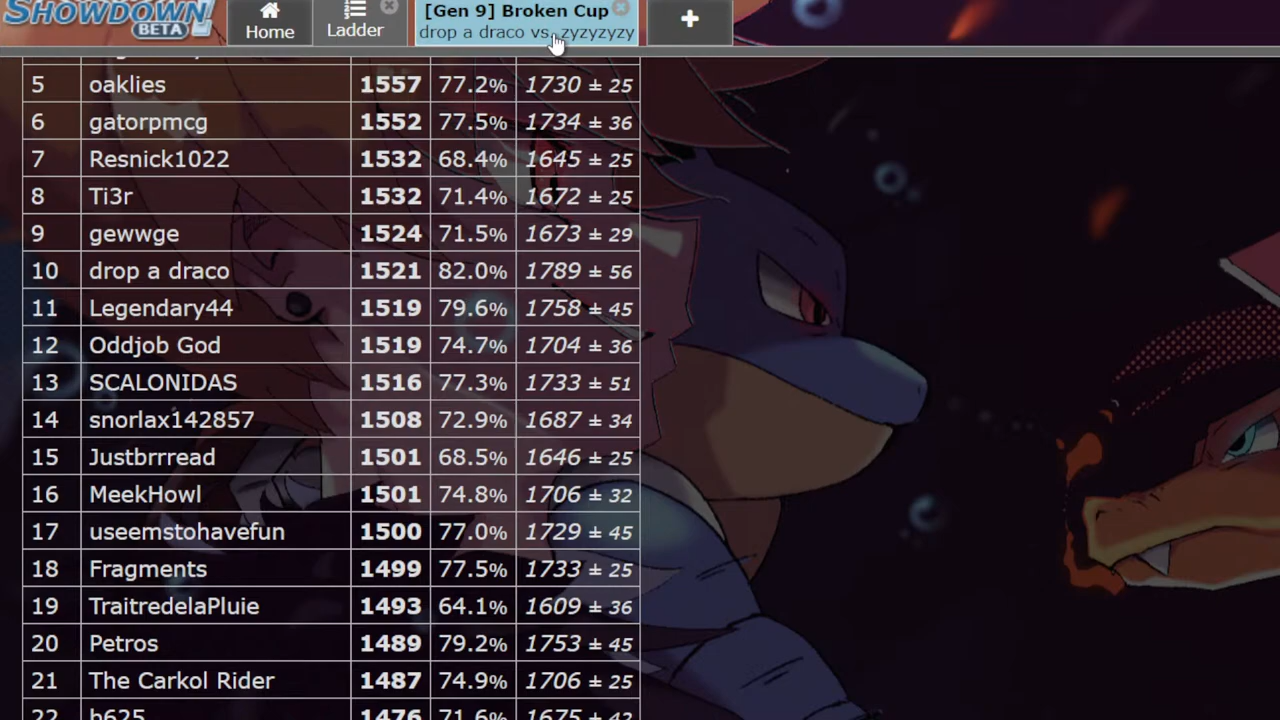 SHOWDOWN
BETA
Home
Ladder
[Gen 9] Broken Cup
drop a draco vs. zyzyzyzy
5 oaklies 1557 77.2% 1730 ± 25
6 gatorpmcg 1552 77.5% 1734 ± 36
7 Resnick1022 1532 68.4% 1645 ± 25
8 Ti3r 1532 71.4% 1672 ± 25
9 gewwge 1524 71.5% 1673 ± 29
10 drop a draco 1521 82.0% 1789 ± 56
11 Legendary44 1519 79.6% 1758 ± 45
12 Oddjob God 1519 74.7% 1704 ± 36
13 SCALONIDAS 1516 77.3% 1733 ± 51
14 snorlax142857 1508 72.9% 1687 ± 34
15 Justbrrread 1501 68.5% 1646 ± 25
16 MeekHowl 1501 74.8% 1706 ± 32
17 useemstohavefun 1500 77.0% 1729 ± 45
18 Fragments 1499 77.5% 1733 ± 25
19 TraitredelaPluie 1493 64.1% 1609 ± 36
20 Petros 1489 79.2% 1753 ± 45
21 The Carkol Rider 1487 74.9% 1706 ± 25
22 b625 1476 71.6% 1675 ± 42